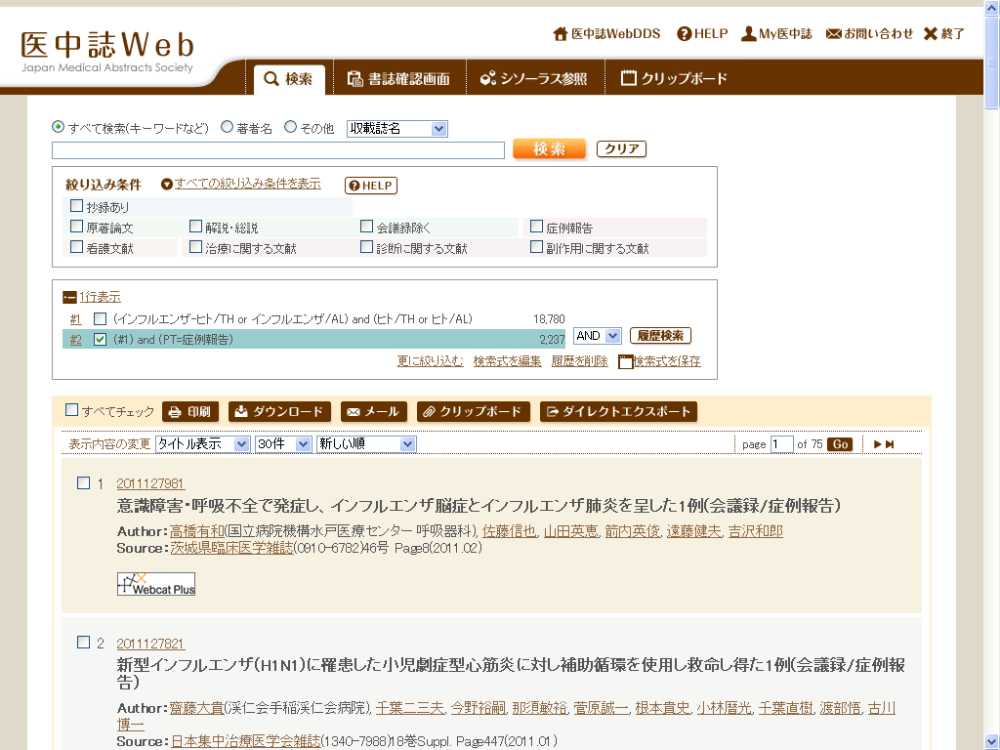 医中誌Web
Japan Medical Abstracts Society
医中誌WebDDS HELP My医中誌 お問い合わせ 終了
検索 書誌確認画面 シソーラス参照 クリップボード
すべて検索(キーワードなど) 著者名 その他 収載誌名
検索 クリア
絞り込み条件 すべての絞り込み条件を表示 HELP
抄録あり
原著論文 解説・総説 会議録除く 症例報告
看護文献 治療に関する文献 診断に関する文献 副作用に関する文献
1行表示
#1 (インフルエンザ-ヒト/TH or インフルエンザ/AL) and (ヒト/TH or ヒト/AL) 18,780
#2 (#1) and (PT=症例報告) 2,237 AND 履歴検索
更に絞り込む 検索式を編集 履歴を削除 検索式を保存
すべてチェック 印刷 ダウンロード メール クリップボード ダイレクトエクスポート
表示内容の変更 タイトル表示 30件 新しい順 page 1 of 75 Go
1 2011127981
意識障害・呼吸不全で発症し、インフルエンザ脳症とインフルエンザ肺炎を呈した1例(会議録/症例報告)
Author:高橋有和(国立病院機構水戸医療センター 呼吸器科), 佐藤信也, 山田英恵, 箭内英俊, 遠藤健夫, 吉沢和郎
Source:茨城県臨床医学雑誌(0910-6782)46号 Page8(2011.02)
Webcat Plus
2 2011127821
新型インフルエンザ(H1N1)に罹患した小児劇症型心筋炎に対し補助循環を使用し救命し得た1例(会議録/症例報
告)
Author:齋藤大貴(渓仁会手稲渓仁会病院), 千葉二三夫, 今野裕嗣, 那須敏裕, 菅原誠一, 根本貴史, 小林暦光, 千葉直樹, 渡部悟, 古川
博一
Source:日本集中治療医学会雑誌(1340-7988)18巻Suppl. Page447(2011.01)